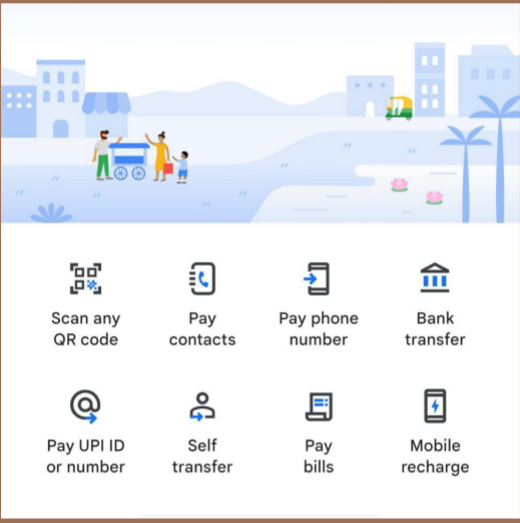 Scan any
QR code
Pay
contacts
Pay phone
number
Bank
transfer
Pay UPI ID
or number
Self
transfer
Pay
bills
Mobile
recharge